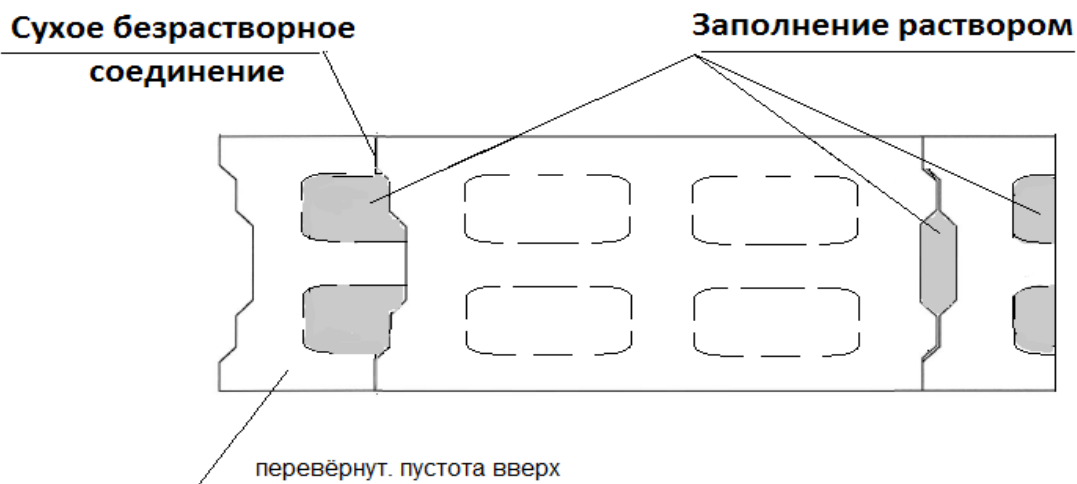 Сухое безрастворное
соединение
Заполнение раствором
перевёрнут. пустота вверх